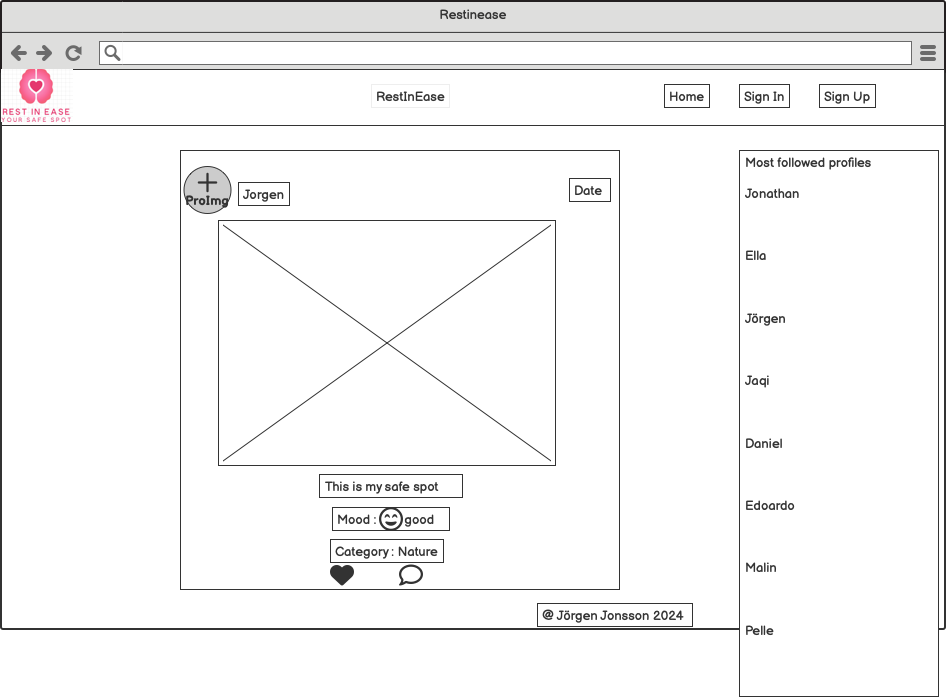 Restinease
REST IN EASE
YOUR SAFE SPOT
RestInEase
Home
Sign In
Sign Up
ProImg
Jorgen
Date
This is my safe spot
Mood : good
Category : Nature
@ Jörgen Jonsson 2024
Most followed profiles
Jonathan
Ella
Jörgen
Jaqi
Daniel
Edoardo
Malin
Pelle